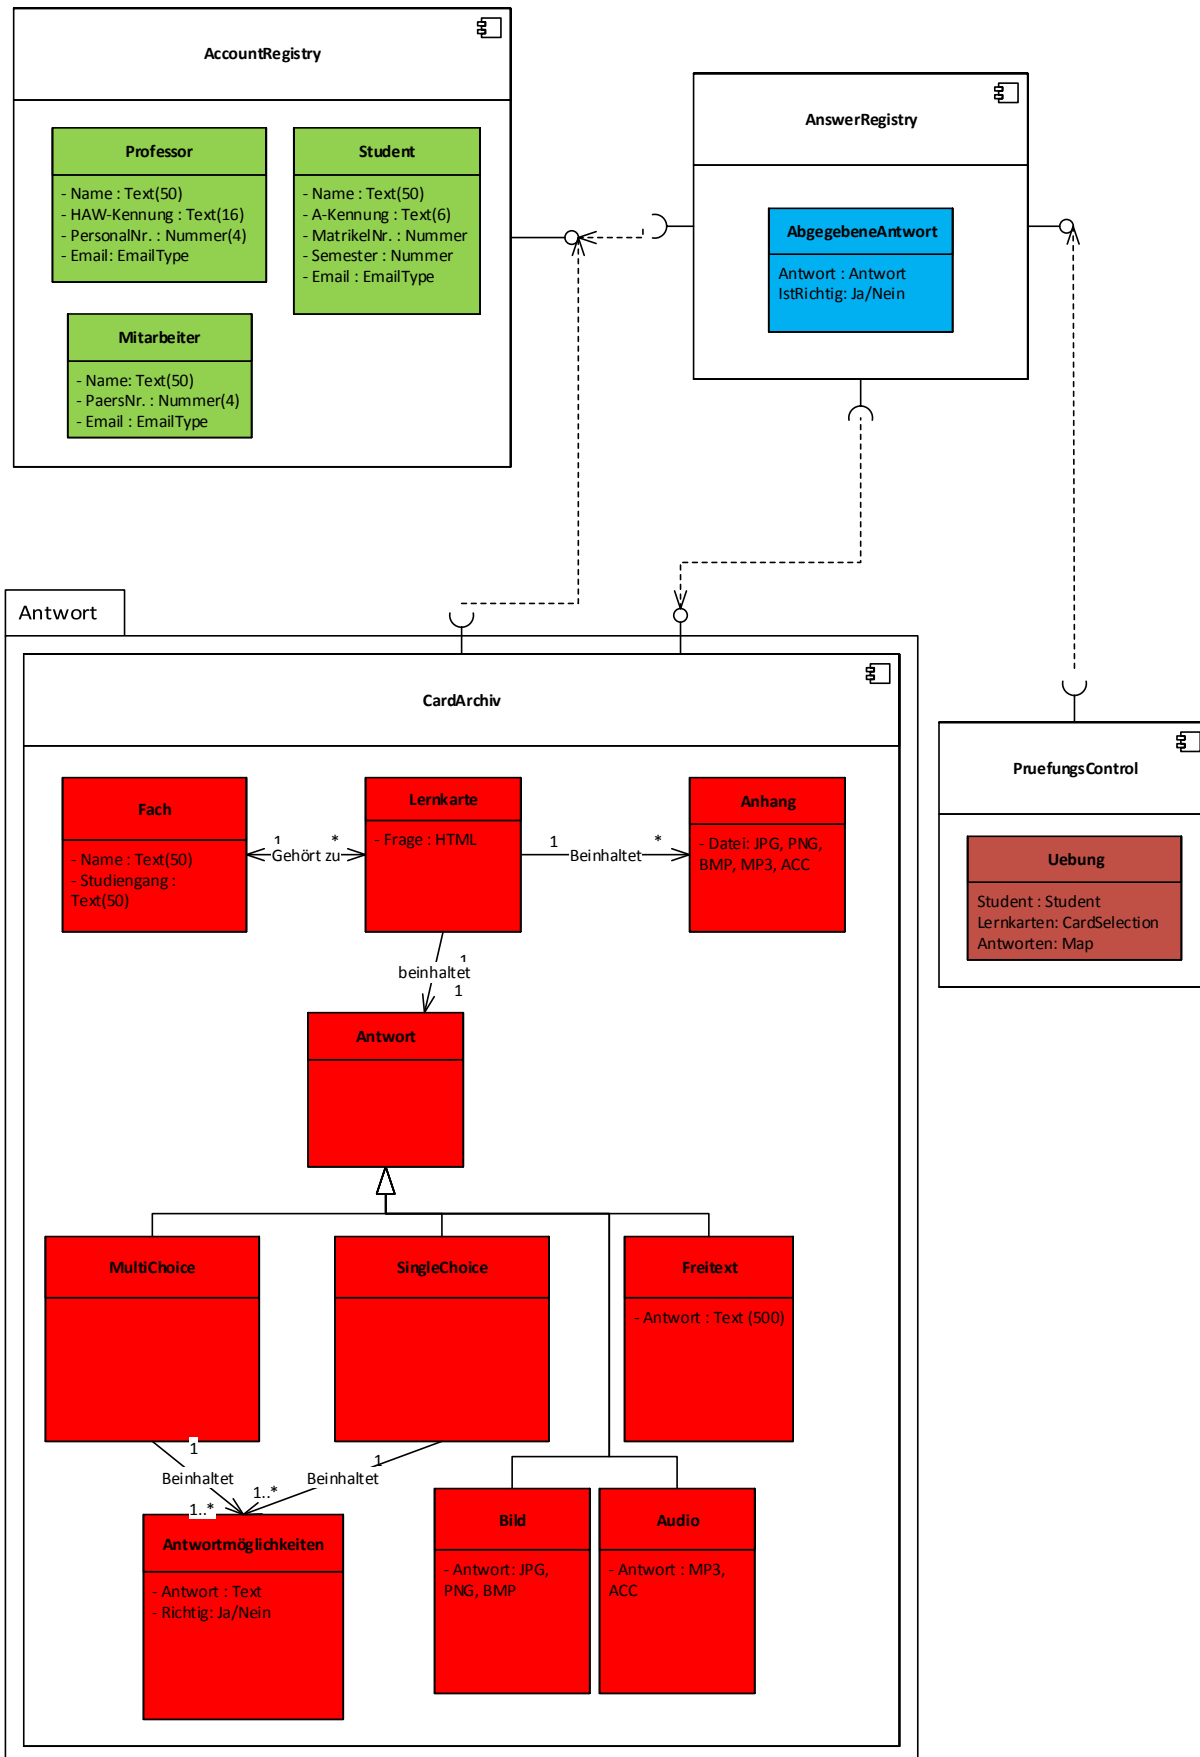 AccountRegistry
Professor
- Name : Text(50)
- HAW-Kennung : Text(16)
- PersonalNr. : Nummer(4)
- Email: EmailType
Student
- Name : Text(50)
- A-Kennung : Text(6)
- MatrikelNr. : Nummer
- Semester : Nummer
- Email : EmailType
Mitarbeiter
- Name: Text(50)
- PaersNr. : Nummer(4)
- Email : EmailType
AnswerRegistry
AbgegebeneAntwort
Antwort : Antwort
IstRichtig: Ja/Nein
Antwort
CardArchiv
Fach
- Name : Text(50)
- Studiengang :
Text(50)
1
*
Gehört zu
Lernkarte
- Frage : HTML
1
*
Beinhaltet
Anhang
- Datei: JPG, PNG,
BMP, MP3, ACC
PruefungsControl
Uebung
Student : Student
Lernkarten: CardSelection
Antworten: Map
1
beinhaltet
1
Antwort
MultiChoice
SingleChoice
Freitext
- Antwort : Text (500)
1
Beinhaltet
1..*
1
Beinhaltet
1..*
Antwortmöglichkeiten
- Antwort : Text
- Richtig: Ja/Nein
Bild
- Antwort: JPG,
PNG, BMP
Audio
- Antwort : MP3,
ACC